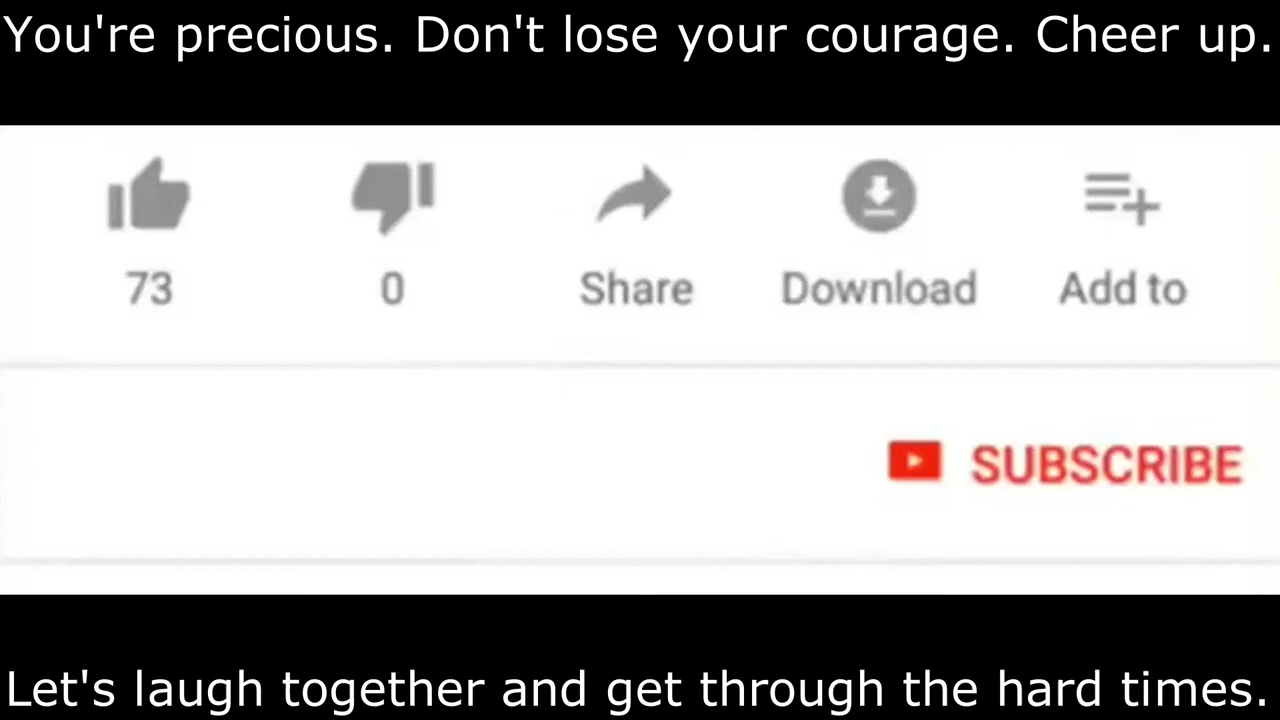 You're precious. Don't lose your courage. Cheer up.
73 0 Share Download Add to
SUBSCRIBE
Let's laugh together and get through the hard times.